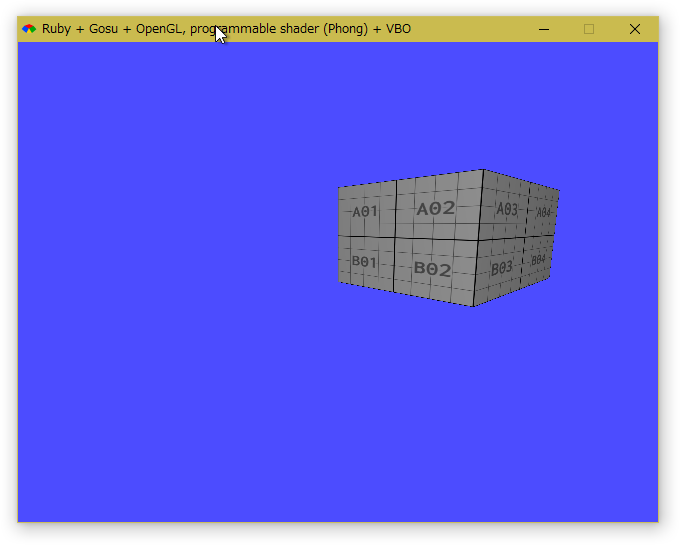 Ruby + Gosu + OpenGL, programmable shader (Phong) + VBO
A01 A02 A03 A04
B01 B02 B03 B04